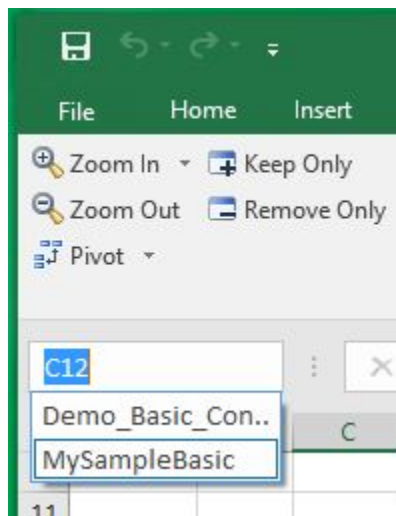 File Home Insert
Zoom In Keep Only
Zoom Out Remove Only
Pivot
C12
Demo_Basic_Con..
C
MySampleBasic
11